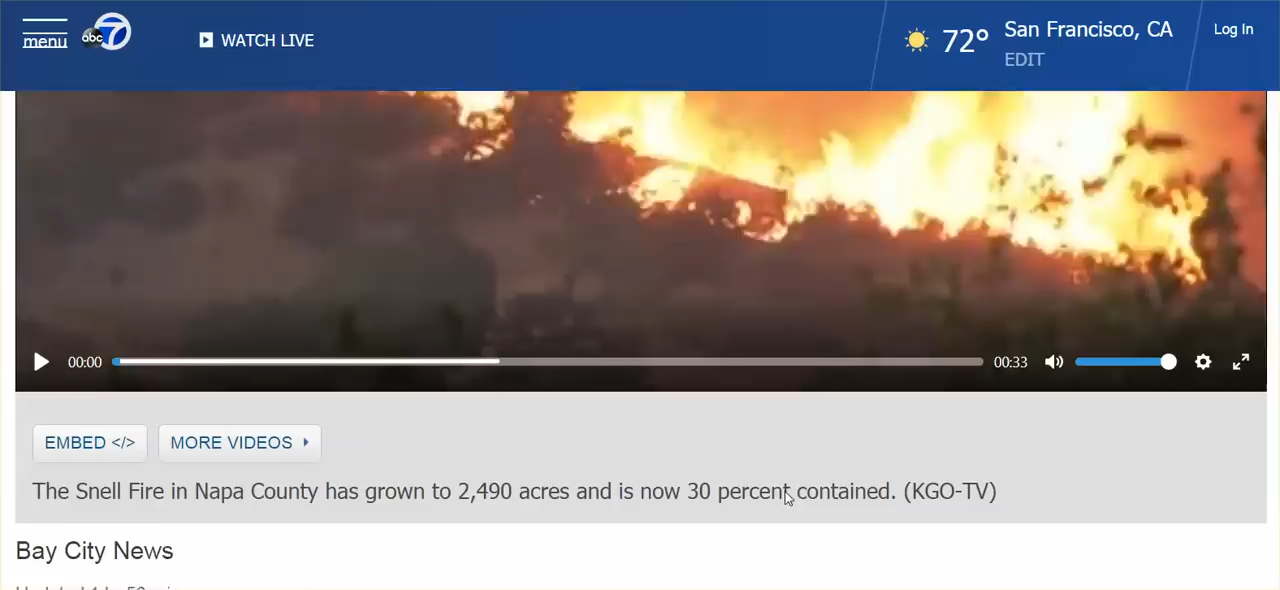 menu
abc 7
WATCH LIVE
72°
San Francisco, CA
EDIT
Log In
00:00
00:33
EMBED </>
MORE VIDEOS
The Snell Fire in Napa County has grown to 2,490 acres and is now 30 percent contained. (KGO-TV)
Bay City News